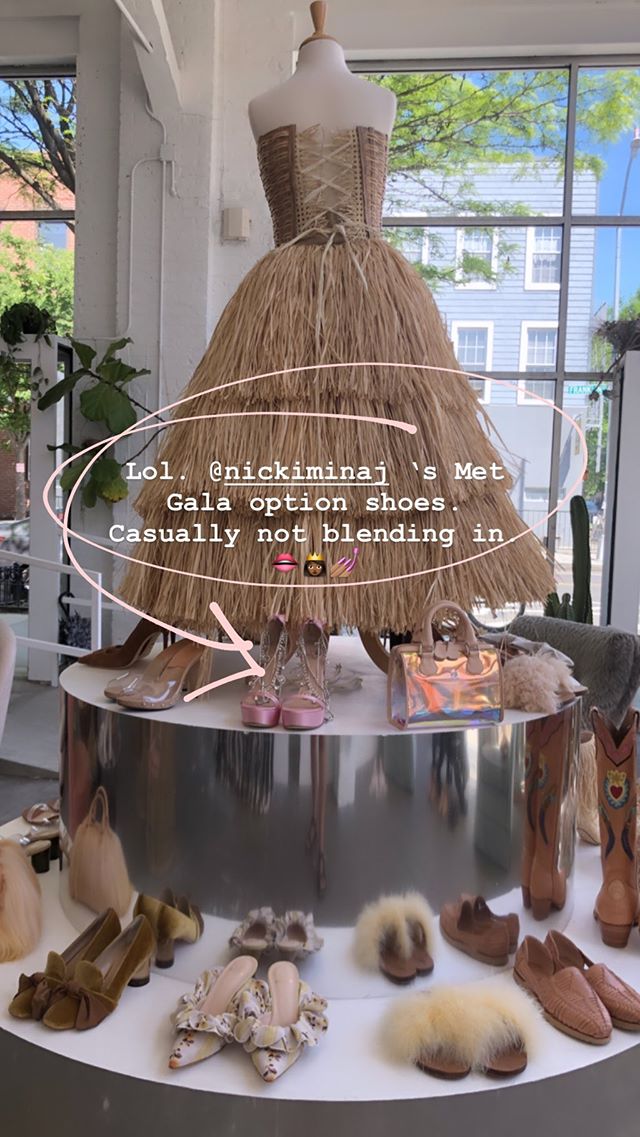 Lol. @nickiminaj ‘s Met
Gala option shoes.
Casually not blending in.
💋👸🏾💅🏽